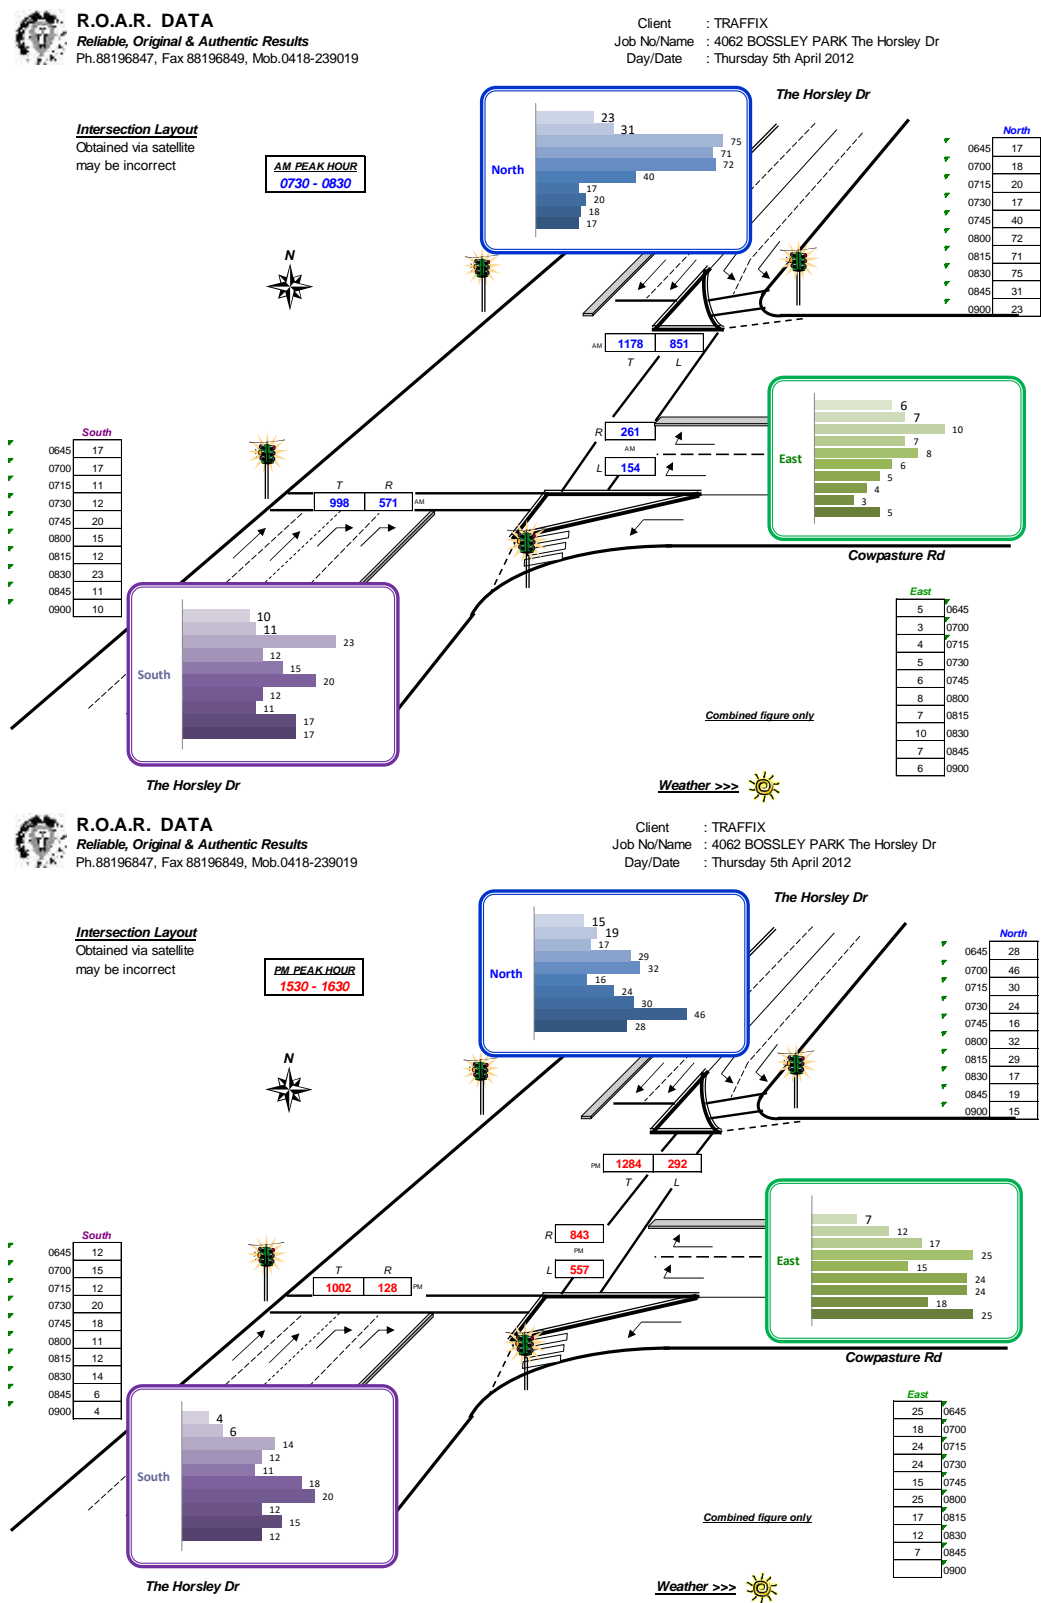 R.O.A.R. DATA
Reliable, Original & Authentic Results
Ph.88196847, Fax 88196849, Mob.0418-239019
Client : TRAFFIX
Job No/Name : 4062 BOSSLEY PARK The Horsley Dr
Day/Date : Thursday 5th April 2012
The Horsley Dr
Intersection Layout
Obtained via satellite
may be incorrect
AM PEAK HOUR
0730 - 0830
North
23
31
75
71
72
40
17
20
18
17
North
0645 17
0700 18
0715 20
0730 17
0745 40
0800 72
0815 71
0830 75
0845 31
0900 23
N
AM 1178 851
T L
R 261
AM
L 154
East
6
7
10
7
8
6
5
4
3
5
Cowpasture Rd
South
0645 17
0700 17
0715 11
0730 12
0745 20
0800 15
0815 12
0830 23
0845 11
0900 10
T R
998 571 AM
South
10
11
23
12
15
20
12
11
17
17
East
5 0645
3 0700
4 0715
5 0730
6 0745
8 0800
7 0815
10 0830
7 0845
6 0900
Combined figure only
The Horsley Dr
Weather >>>
R.O.A.R. DATA
Reliable, Original & Authentic Results
Ph.88196847, Fax 88196849, Mob.0418-239019
Client : TRAFFIX
Job No/Name : 4062 BOSSLEY PARK The Horsley Dr
Day/Date : Thursday 5th April 2012
The Horsley Dr
Intersection Layout
Obtained via satellite
may be incorrect
PM PEAK HOUR
1530 - 1630
North
15
19
17
29
32
16
24
30
46
28
North
0645 28
0700 46
0715 30
0730 24
0745 16
0800 32
0815 29
0830 17
0845 19
0900 15
N
PM 1284 292
T L
R 843
PM
L 557
East
7
12
17
25
15
24
24
18
25
Cowpasture Rd
South
0645 12
0700 15
0715 12
0730 20
0745 18
0800 11
0815 12
0830 14
0845 6
0900 4
T R
1002 128 PM
South
4
6
14
12
11
18
20
12
15
12
East
25 0645
18 0700
24 0715
24 0730
15 0745
25 0800
17 0815
12 0830
7 0845
0900
Combined figure only
The Horsley Dr
Weather >>>